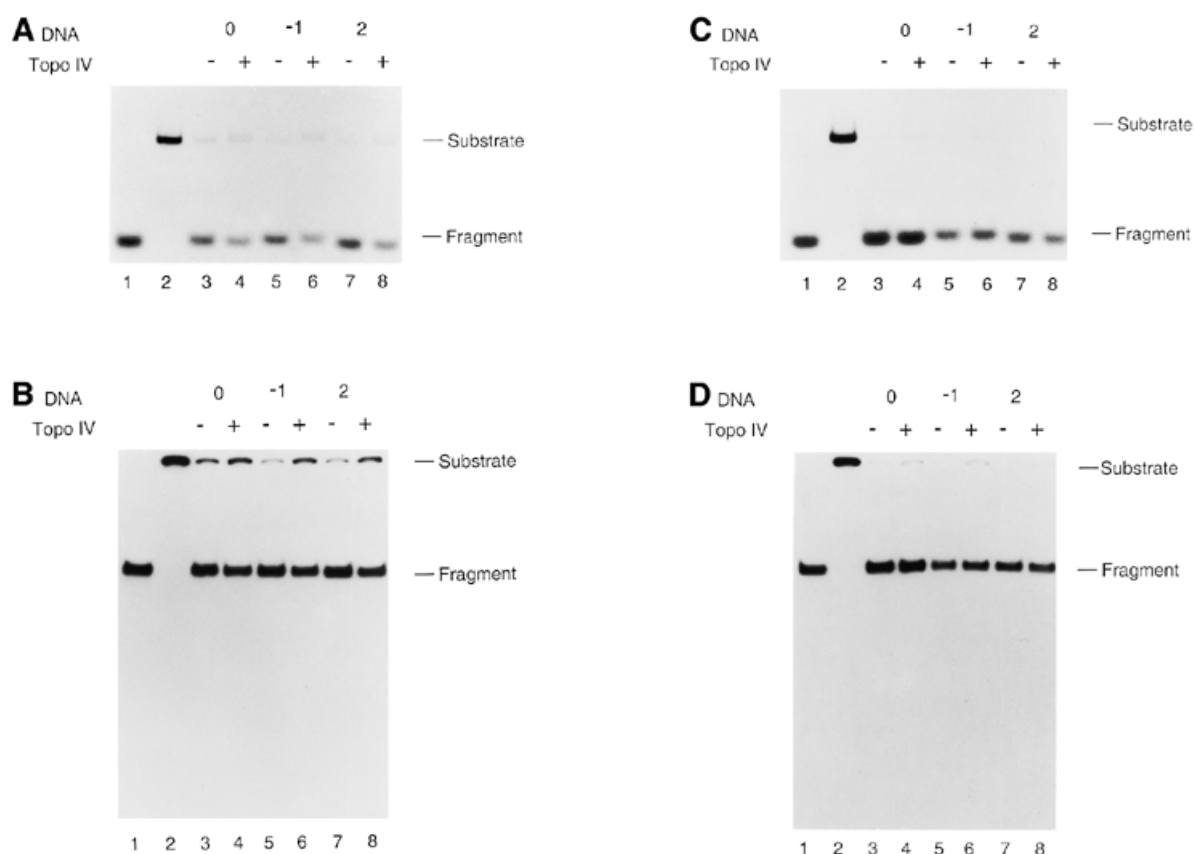 A DNA 0 -1 2
Topo IV - + - + - +
— Substrate
— Fragment
1 2 3 4 5 6 7 8
C DNA 0 -1 2
Topo IV - + - + - +
— Substrate
— Fragment
1 2 3 4 5 6 7 8
B DNA 0 -1 2
Topo IV - + - + - +
— Substrate
— Fragment
1 2 3 4 5 6 7 8
D DNA 0 -1 2
Topo IV - + - + - +
— Substrate
— Fragment
1 2 3 4 5 6 7 8